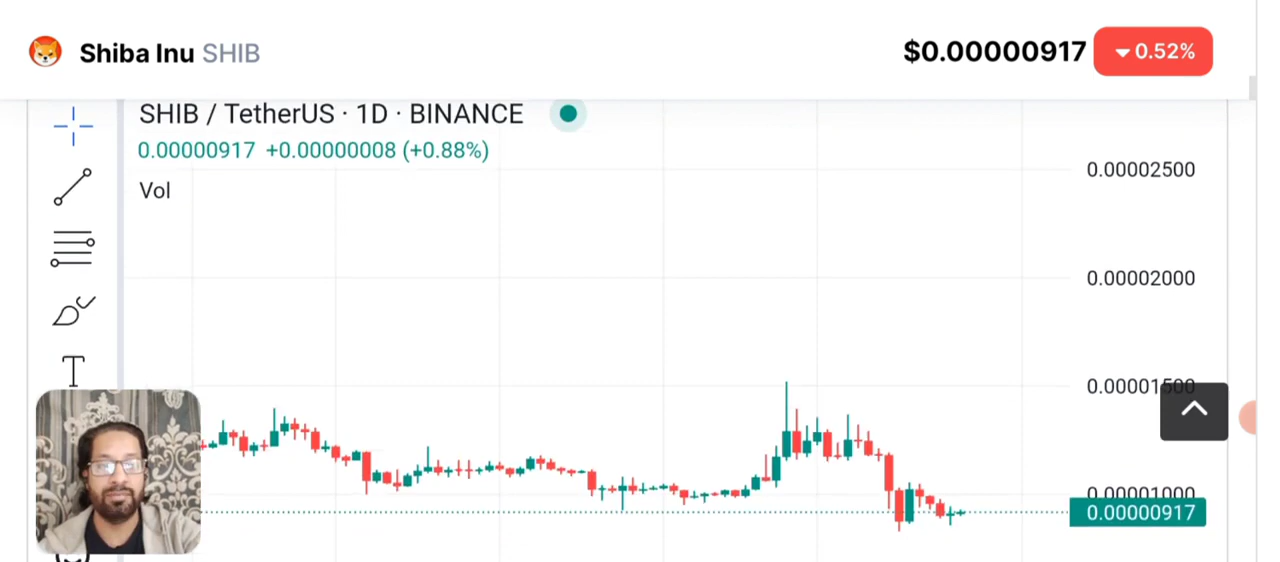 Shiba Inu SHIB
$0.00000917 0.52%
SHIB / TetherUS · 1D · BINANCE
0.00000917 +0.00000008 (+0.88%)
Vol
T
0.00002500
0.00002000
0.00001500
0.00001000
0.00000917